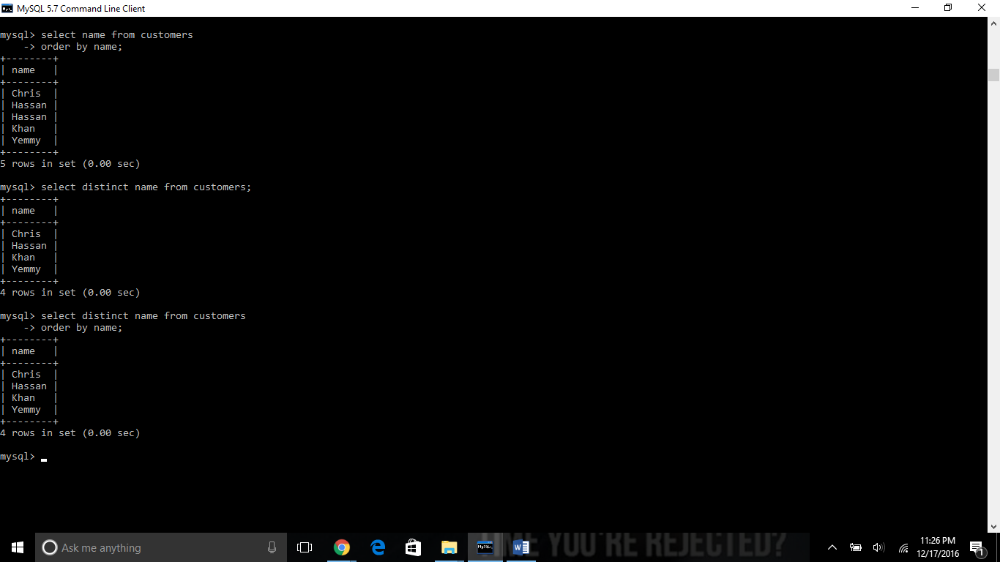 MySQL 5.7 Command Line Client
mysql> select name from customers
    -> order by name;
+--------+
| name   |
+--------+
| Chris  |
| Hassan |
| Hassan |
| Khan   |
| Yemmy  |
+--------+
5 rows in set (0.00 sec)
mysql> select distinct name from customers;
+--------+
| name   |
+--------+
| Chris  |
| Hassan |
| Khan   |
| Yemmy  |
+--------+
4 rows in set (0.00 sec)
mysql> select distinct name from customers
    -> order by name;
+--------+
| name   |
+--------+
| Chris  |
| Hassan |
| Khan   |
| Yemmy  |
+--------+
4 rows in set (0.00 sec)
mysql>
Ask me anything
YOU'RE REJECTED?
11:26 PM
12/17/2016
1